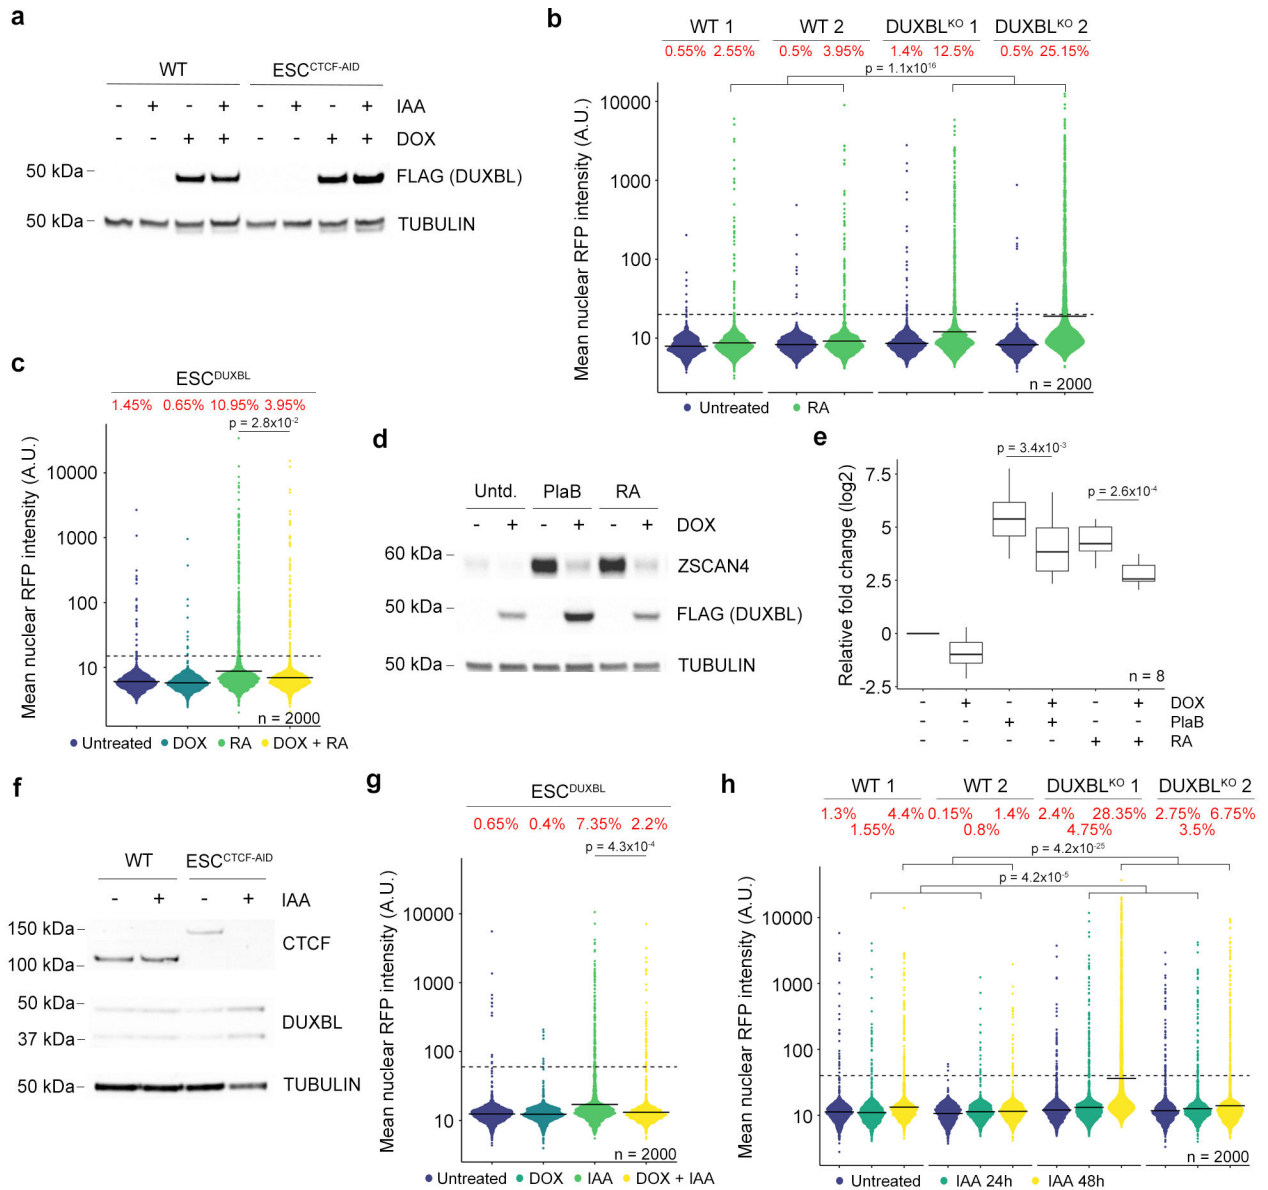 a
WT ESC^CTCF-AID
- + - + - + - + IAA
- - + + - - + + DOX
50 kDa FLAG (DUXBL)
50 kDa TUBULIN
b
WT 1 WT 2 DUXBL^KO 1 DUXBL^KO 2
0.55% 2.55% 0.5% 3.95% 1.4% 12.5% 0.5% 25.15%
p = 1.1x10^16
Mean nuclear RFP intensity (A.U.)
10000
1000
100
10
n = 2000
Untreated RA
c
ESC^DUXBL
1.45% 0.65% 10.95% 3.95%
p = 2.8x10^-2
Mean nuclear RFP intensity (A.U.)
10000
1000
100
10
n = 2000
Untreated DOX RA DOX + RA
d
Untd. PlaB RA
- + - + - + DOX
60 kDa ZSCAN4
50 kDa FLAG (DUXBL)
50 kDa TUBULIN
e
p = 3.4x10^-3
p = 2.6x10^-4
Relative fold change (log2)
7.5
5
2.5
0
-2.5
n = 8
- + - + - + DOX
- - + + - - PlaB
- - - - + + RA
f
WT ESC^CTCF-AID
- + - + IAA
150 kDa
CTCF
100 kDa
50 kDa
DUXBL
37 kDa
50 kDa TUBULIN
g
ESC^DUXBL
0.65% 0.4% 7.35% 2.2%
p = 4.3x10^-4
Mean nuclear RFP intensity (A.U.)
10000
1000
100
10
n = 2000
Untreated DOX IAA DOX + IAA
h
WT 1 WT 2 DUXBL^KO 1 DUXBL^KO 2
1.3% 4.4% 0.15% 1.4% 2.4% 28.35% 2.75% 6.75%
1.55% 0.8% 4.75% 3.5%
p = 4.2x10^-25
p = 4.2x10^-5
Mean nuclear RFP intensity (A.U.)
10000
1000
100
10
n = 2000
Untreated IAA 24h IAA 48h